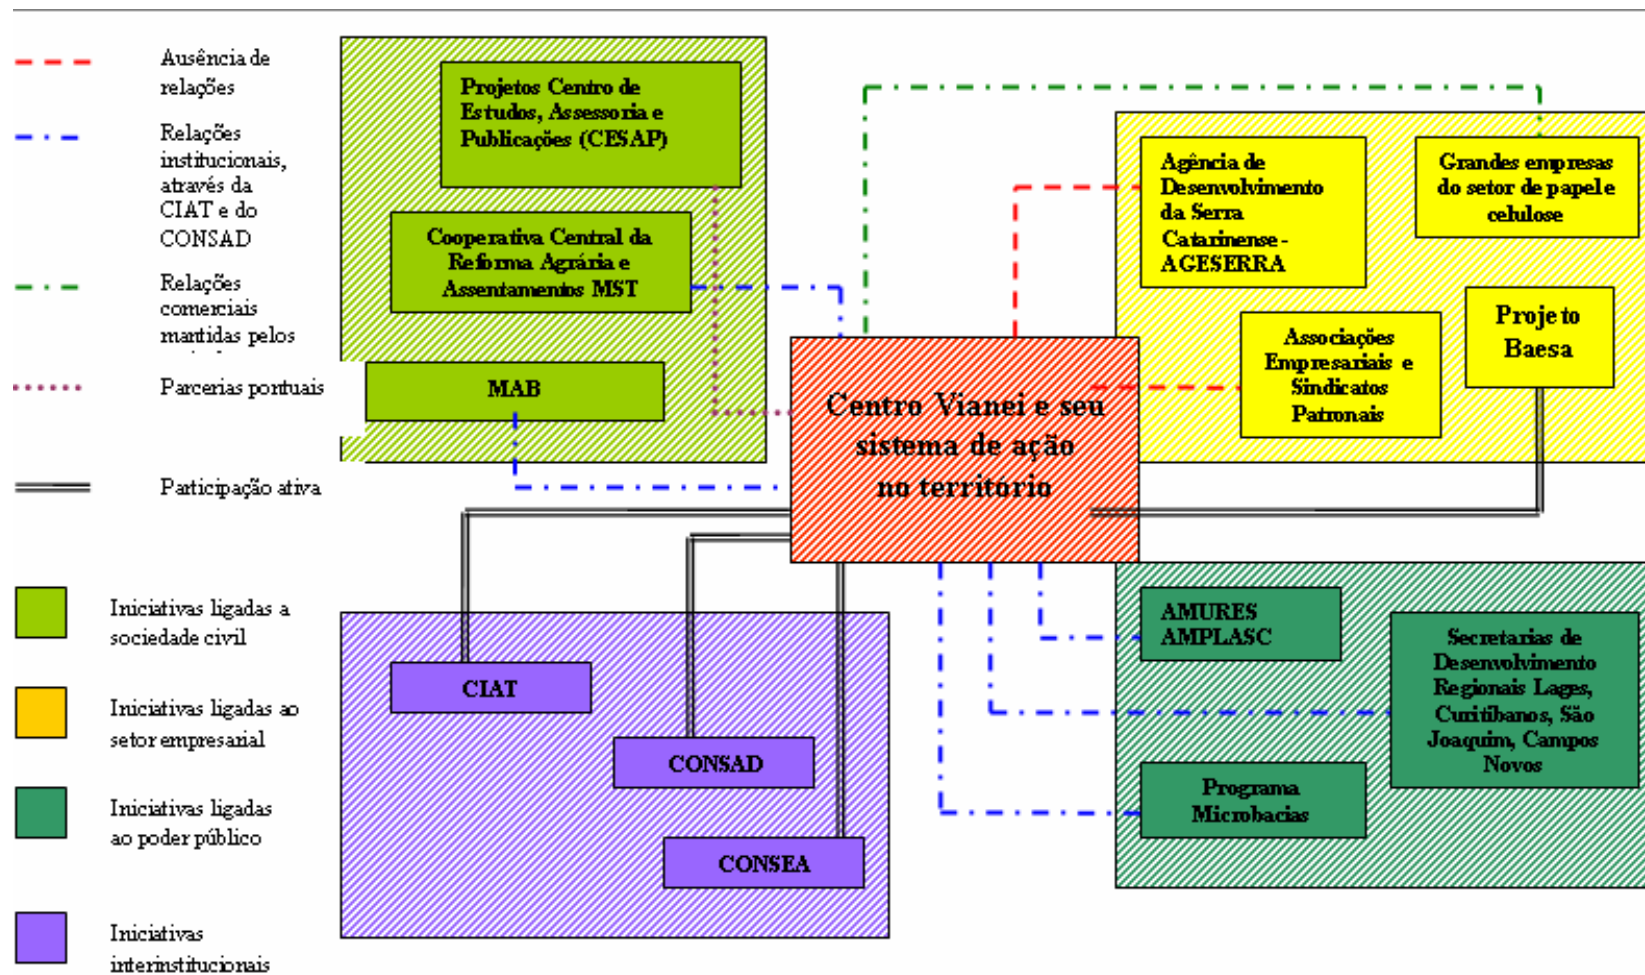 Ausência de
relações
Relações
institucionais,
através da
CIAT e do
CONSAD
Relações
comerciais
mantidas pelos
Parcerias pontuais
Participação ativa
Iniciativas ligadas a
sociedade civil
Iniciativas ligadas ao
setor empresarial
Iniciativas ligadas
ao poder público
Iniciativas
interinstitucionais
Projetos Centro de
Estudos, Assessoria e
Publicações (CESAP)
Cooperativa Central da
Reforma Agrária e
Assentamentos MST
MAB
Centro Vianei e seu
sistema de ação
no territorio
Agência de
Desenvolvimento
da Serra
Catarinense -
AGESERRA
Grandes empresas
do setor de papel e
celulose
Associações
Empresariais e
Sindicatos
Patronais
Projeto
Baesa
CIAT
CONSAD
CONSEA
AMURES
AMPLASC
Secretarias de
Desenvolvimento
Regionais Lages,
Curitibanos, São
Joaquim, Campos
Novos
Programa
Microbacias